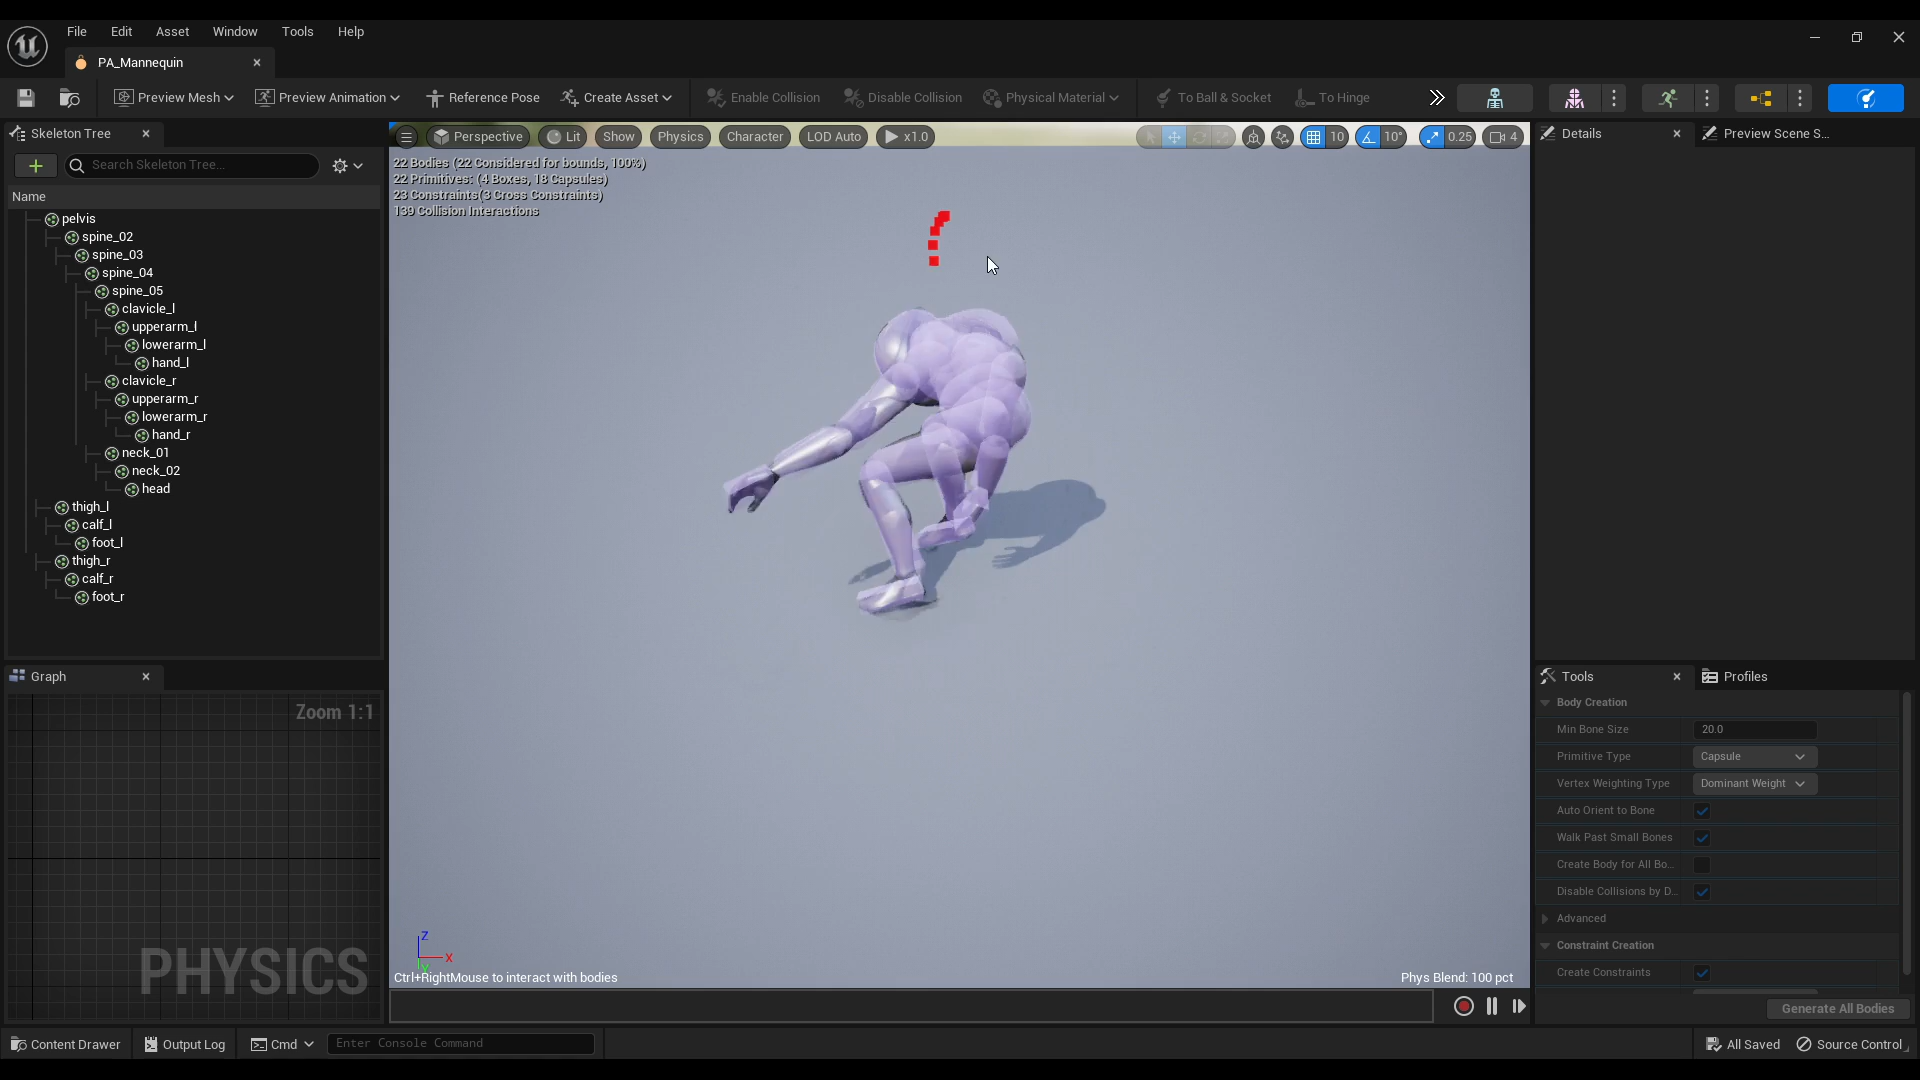 File Edit Asset Window Tools Help
PA_Mannequin
Preview Mesh Preview Animation Reference Pose Create Asset Enable Collision Disable Collision Physical Material To Ball & Socket To Hinge
Skeleton Tree
Search Skeleton Tree...
Name
pelvis
spine_02
spine_03
spine_04
spine_05
clavicle_l
upperarm_l
lowerarm_l
hand_l
clavicle_r
upperarm_r
lowerarm_r
hand_r
neck_01
neck_02
head
thigh_l
calf_l
foot_l
thigh_r
calf_r
foot_r
Graph
Zoom 1:1
PHYSICS
Perspective Lit Show Physics Character LOD Auto x1.0 10 10° 0.25 4
22 Bodies (22 Considered for bounds, 100%)
22 Primitives: (4 Boxes, 18 Capsules)
23 Constraints(3 Cross Constraints)
139 Collision Interactions
Z
X
Y
Ctrl+RightMouse to interact with bodies
Phys Blend: 100 pct
Details Preview Scene S...
Tools Profiles
Body Creation
Min Bone Size 20.0
Primitive Type Capsule
Vertex Weighting Type Dominant Weight
Auto Orient to Bone
Walk Past Small Bones
Create Body for All Bo...
Disable Collisions by D...
Advanced
Constraint Creation
Create Constraints
Generate All Bodies
Content Drawer Output Log Cmd Enter Console Command All Saved Source Control